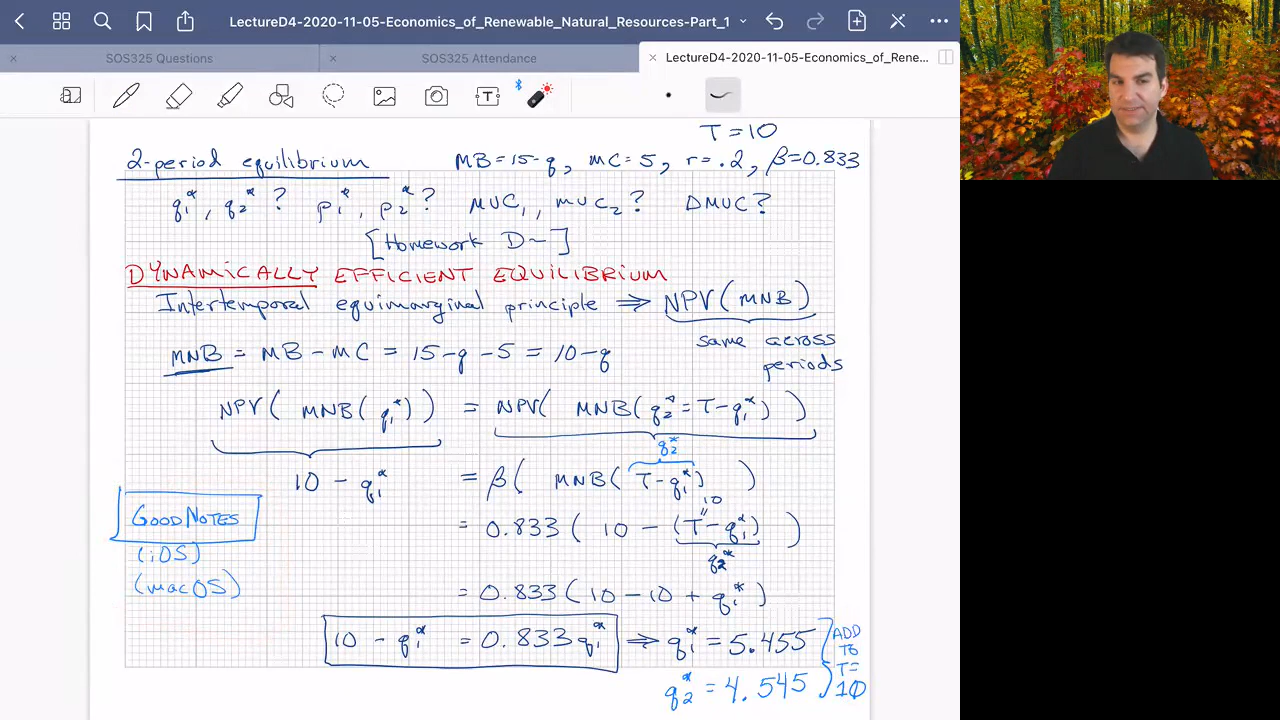 LectureD4-2020-11-05-Economics_of_Renewable_Natural_Resources-Part_1
SOS325 Questions
SOS325 Attendance
LectureD4-2020-11-05-Economics_of_Rene...
T
T = 10
2-period equilibrium MB = 15-q, MC = 5, r = .2, β = 0.833
q₁*, q₂*? p₁*, p₂*? MUC₁, MUC₂? ΔMUC?
[Homework D~]
DYNAMICALLY EFFICIENT EQUILIBRIUM
Intertemporal equimarginal principle ⇒ NPV(MNB)
same across
periods
MNB = MB - MC = 15-q-5 = 10-q
NPV( MNB(q₁*)) = NPV( MNB(q₂* = T-q₁*) )
q₂*
10 - q₁* = β( MNB(T-q₁*) )
10
"
= 0.833( 10 - (T-q₁*) )
q₂*
= 0.833(10-10 + q₁*)
10 - q₁* = 0.833q₁* ⇒ q₁* = 5.455
q₂* = 4.545
ADD
TO
T=
10
GOODNOTES
(iOS)
(macOS)